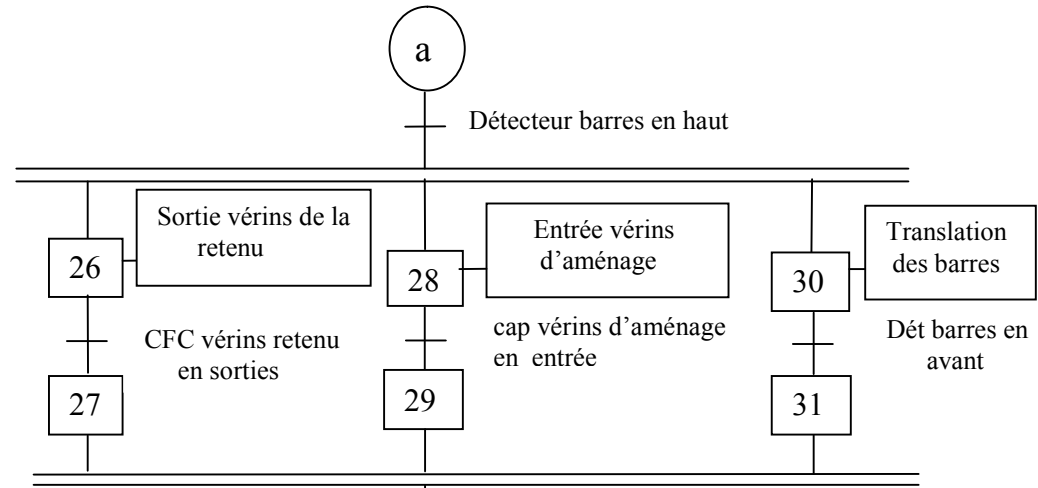 a
Détecteur barres en haut
Sortie vérins de la
retenu
26
CFC vérins retenu
en sorties
27
Entrée vérins
d’aménage
28
cap vérins d’aménage
en entrée
29
Translation
des barres
30
Dét barres en
avant
31